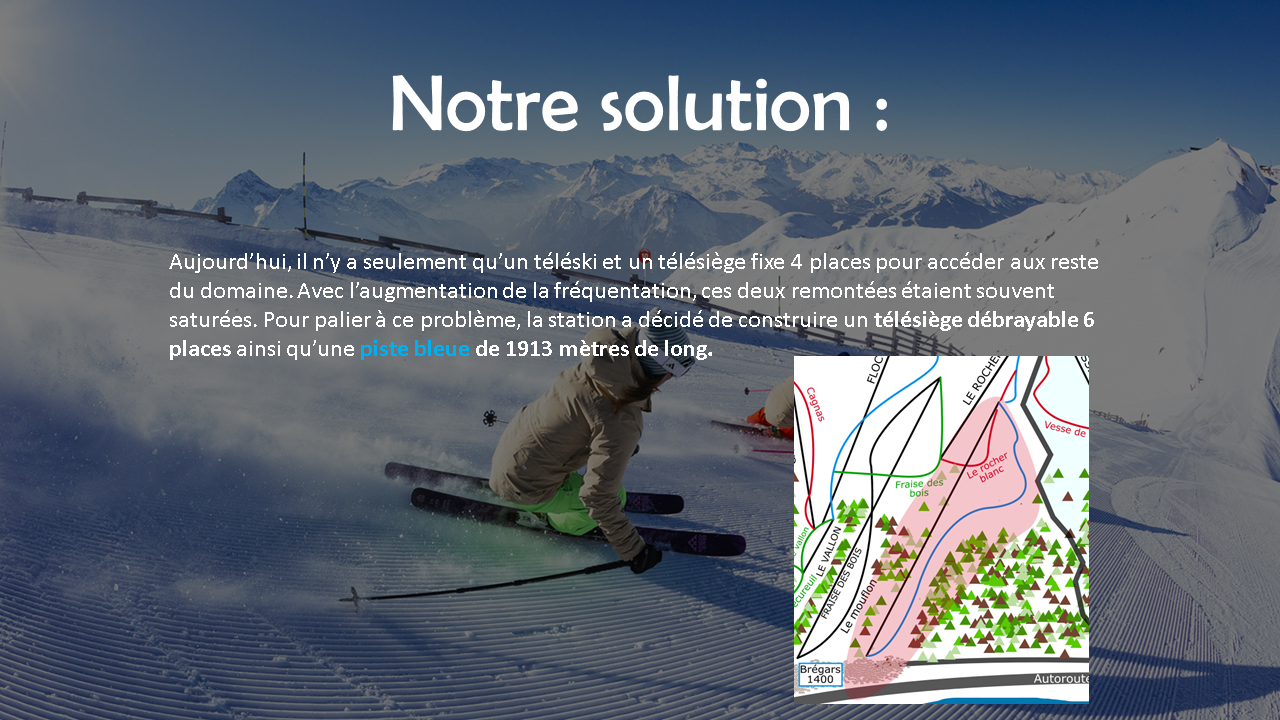 Notre solution :
Aujourd'hui, il n'y a seulement qu'un téléski et un télésiège fixe 4 places pour accéder aux reste
du domaine. Avec l'augmentation de la fréquentation, ces deux remontées étaient souvent
saturées. Pour palier à ce problème, la station a décidé de construire un télésiège débrayable 6
places ainsi qu'une piste bleue de 1913 mètres de long.
FLOC
LE ROCHER
Cagnas
Vesse de
Le rocher
blanc
Fraise des
bois
vallon
LE VALLON
FRAISE DES BOIS
Le mouflon
écureuil
Brégars
1400
Autoroute